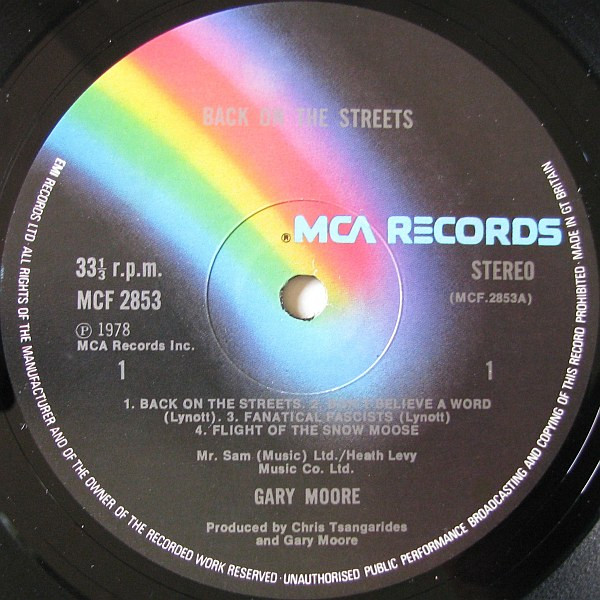 BACK ON THE STREETS
® MCA RECORDS
33⅓ r.p.m.
STEREO
MCF 2853
(MCF.2853A)
Ⓟ 1978
MCA Records Inc.
1
1
1. BACK ON THE STREETS. 2. DON'T BELIEVE A WORD
(Lynott). 3. FANATICAL FASCISTS (Lynott)
4. FLIGHT OF THE SNOW MOOSE
Mr. Sam (Music) Ltd./Heath Levy
Music Co. Ltd.
GARY MOORE
Produced by Chris Tsangarides
and Gary Moore
EMI RECORDS LTD ALL RIGHTS OF THE MANUFACTURER AND OF THE OWNER OF THE RECORDED WORK RESERVED · UNAUTHORISED PUBLIC PERFORMANCE BROADCASTING AND COPYING OF THIS RECORD PROHIBITED · MADE IN GT BRITAIN